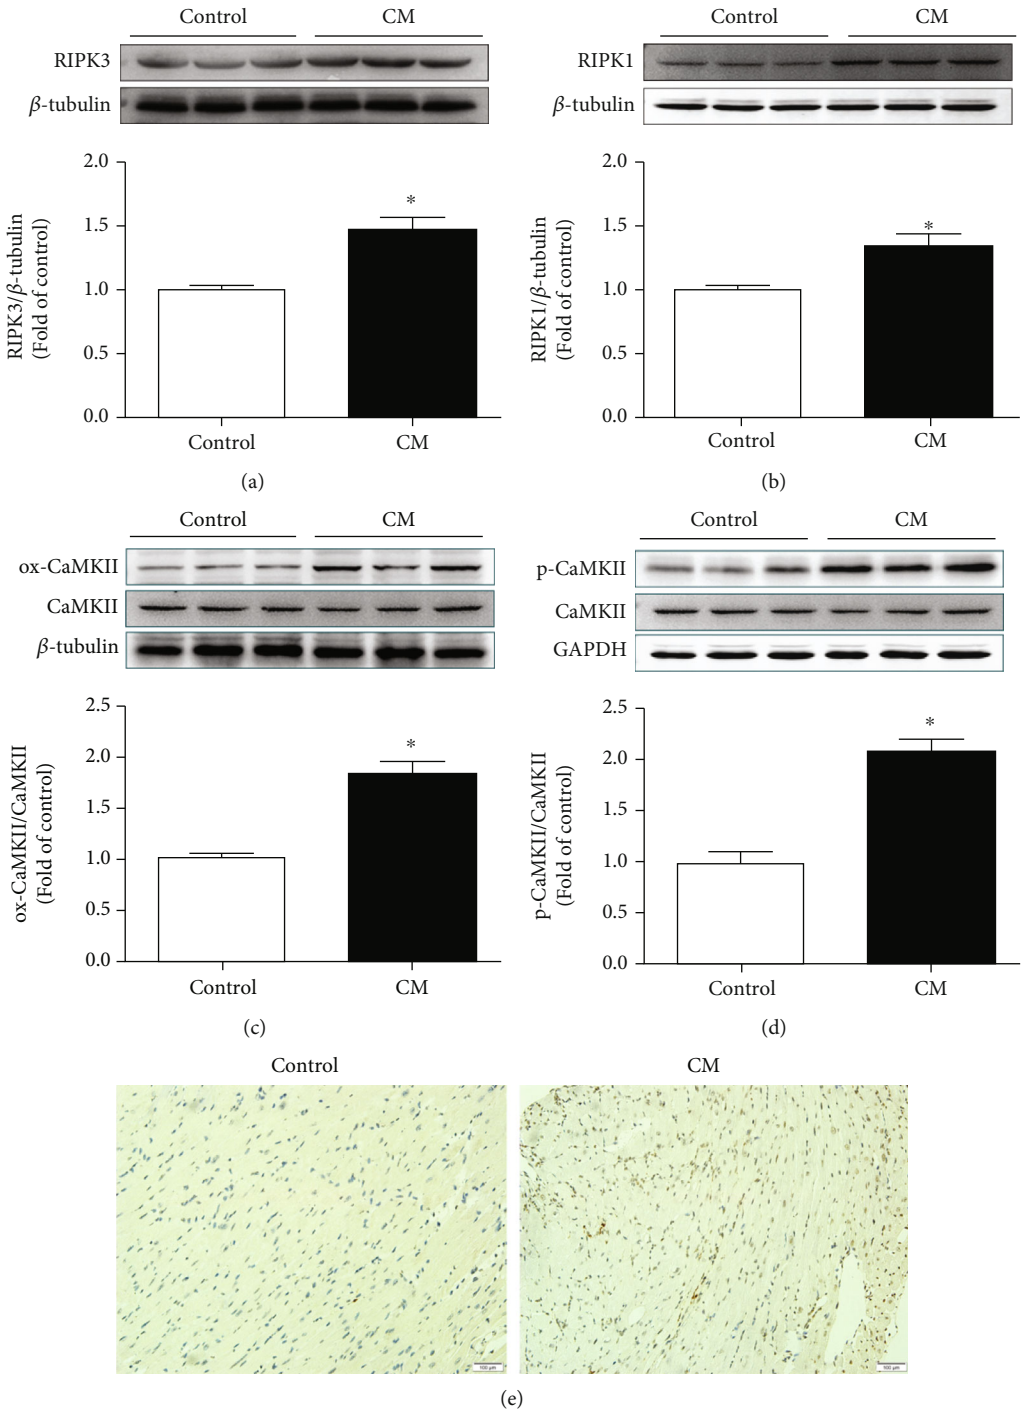 Control CM
RIPK3
β-tubulin
2.0
1.5
1.0
0.5
0.0
RIPK3/β-tubulin
(Fold of control)
*
Control CM
(a)
Control CM
RIPK1
β-tubulin
2.0
1.5
1.0
0.5
0.0
RIPK1/β-tubulin
(Fold of control)
*
Control CM
(b)
Control CM
ox-CaMKII
CaMKII
β-tubulin
2.5
2.0
1.5
1.0
0.5
0.0
ox-CaMKII/CaMKII
(Fold of control)
*
Control CM
(c)
Control CM
p-CaMKII
CaMKII
GAPDH
2.5
2.0
1.5
1.0
0.5
0.0
p-CaMKII/CaMKII
(Fold of control)
*
Control CM
(d)
Control CM
100 μm
100 μm
(e)